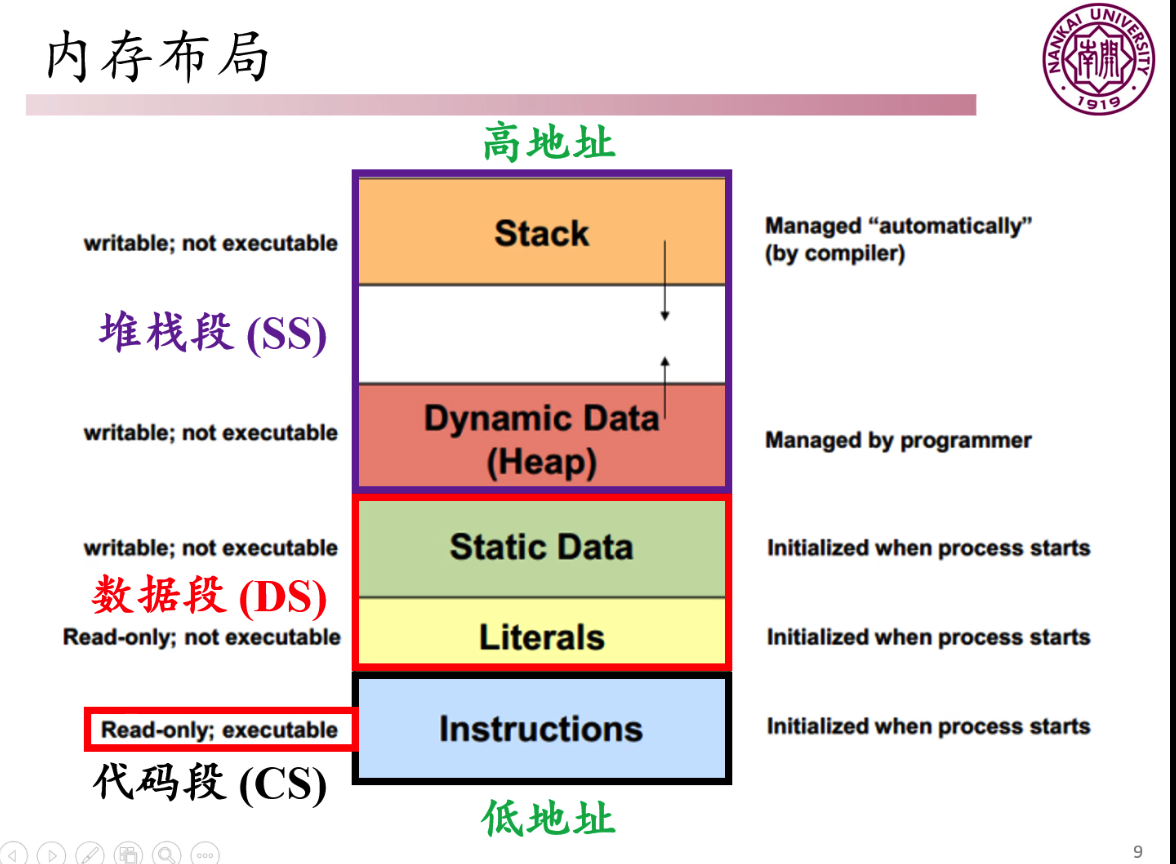 内存布局
NANKAI UNIVERSITY
南開
1919
高地址
writable; not executable
Stack
Managed “automatically”
(by compiler)
堆栈段 (SS)
writable; not executable
Dynamic Data
(Heap)
Managed by programmer
writable; not executable
Static Data
Initialized when process starts
数据段 (DS)
Read-only; not executable
Literals
Initialized when process starts
Read-only; executable
Instructions
Initialized when process starts
代码段 (CS)
低地址
9